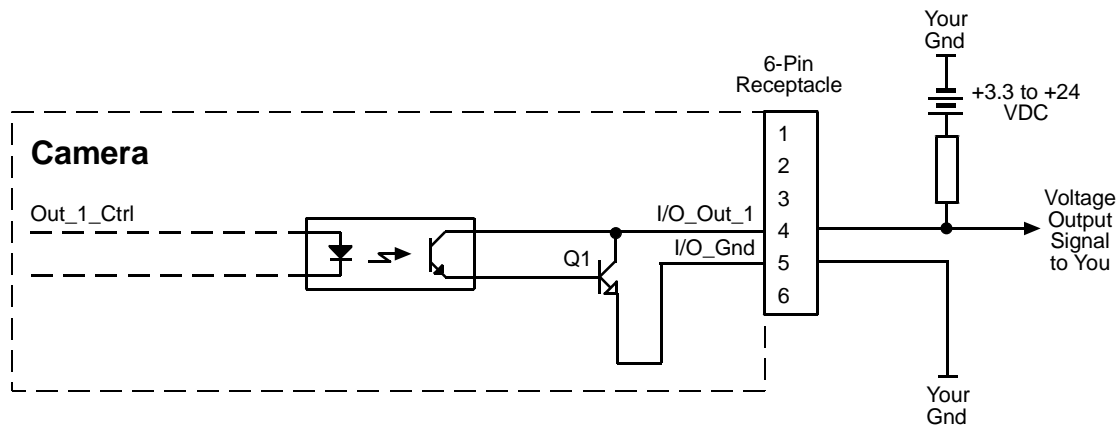 Your
Gnd
6-Pin
Receptacle
+3.3 to +24
VDC
Camera
1
2
3
4
5
6
Out_1_Ctrl
I/O_Out_1
I/O_Gnd
Q1
Voltage
Output
Signal
to You
Your
Gnd